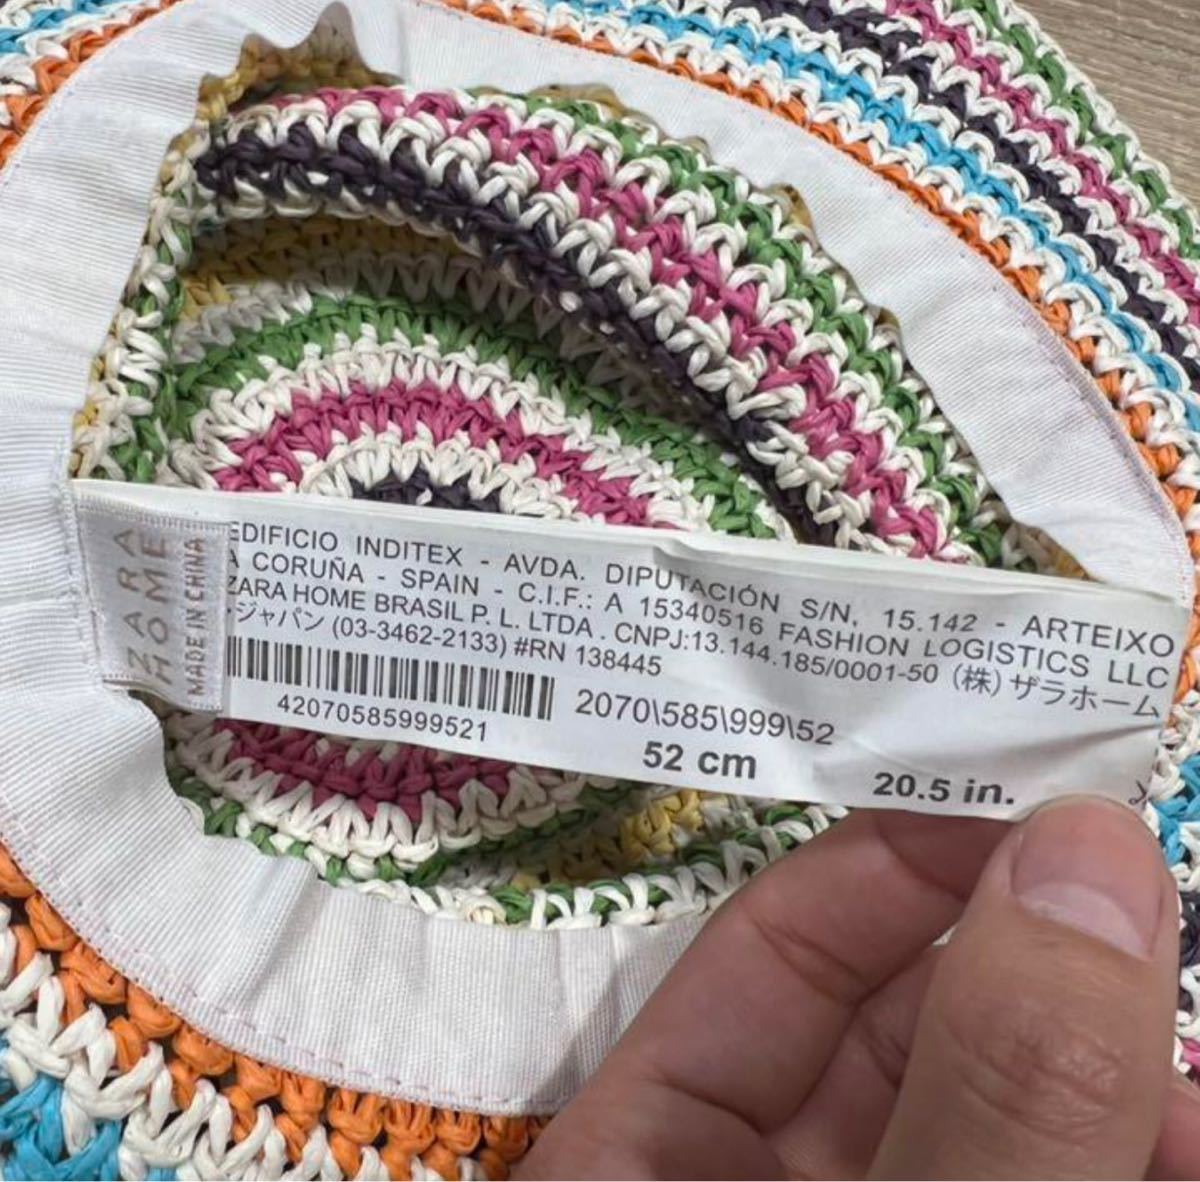 ZARA
HOME
MADE IN CHINA
EDIFICIO INDITEX - AVDA. DIPUTACIÓN S/N, 15.142 - ARTEIXO
A CORUÑA - SPAIN - C.I.F.: A 15340516 FASHION LOGISTICS LLC
ZARA HOME BRASIL P. L. LTDA . CNPJ:13.144.185/0001-50 (株) ザラホーム
・ジャパン (03-3462-2133) #RN 138445
42070585999521
2070\585\999\52
52 cm
20.5 in.